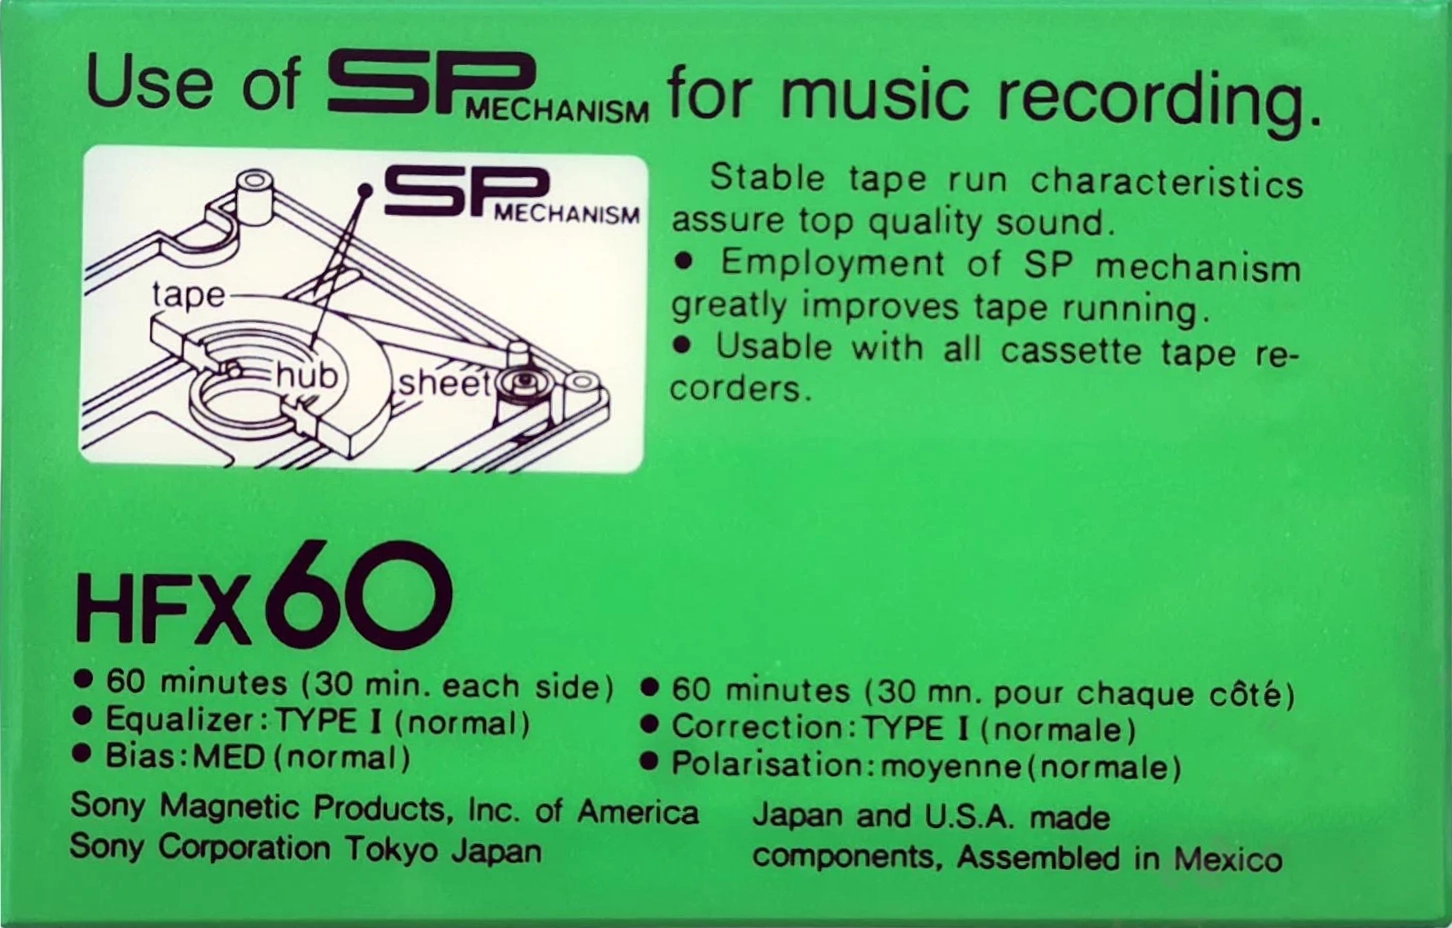 Use of SP MECHANISM for music recording.
SP MECHANISM
tape
hub
sheet
Stable tape run characteristics
assure top quality sound.
● Employment of SP mechanism
greatly improves tape running.
● Usable with all cassette tape re-
corders.
HFX60
● 60 minutes (30 min. each side)
● Equalizer: TYPE I (normal)
● Bias: MED (normal)
● 60 minutes (30 mn. pour chaque côté)
● Correction: TYPE I (normale)
● Polarisation: moyenne (normale)
Sony Magnetic Products, Inc. of America
Sony Corporation Tokyo Japan
Japan and U.S.A. made
components, Assembled in Mexico